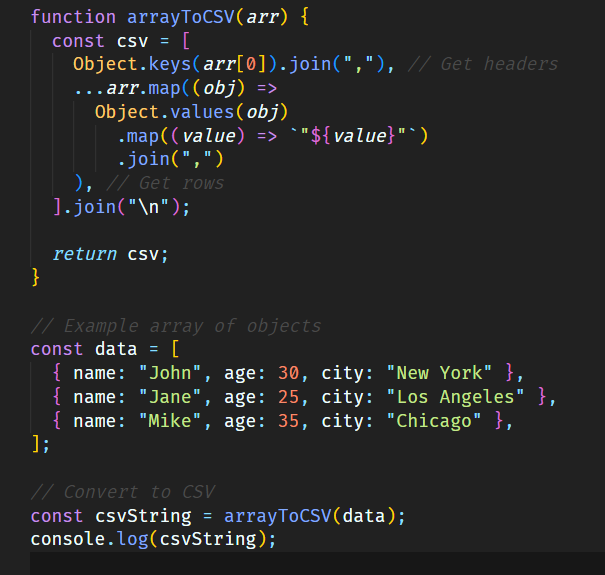 function arrayToCSV(arr) {
  const csv = [
    Object.keys(arr[0]).join(","), // Get headers
    ...arr.map((obj) =>
      Object.values(obj)
        .map((value) => `"${value}"`)
        .join(",")
    ), // Get rows
  ].join("\n");

  return csv;
}

// Example array of objects
const data = [
  { name: "John", age: 30, city: "New York" },
  { name: "Jane", age: 25, city: "Los Angeles" },
  { name: "Mike", age: 35, city: "Chicago" },
];

// Convert to CSV
const csvString = arrayToCSV(data);
console.log(csvString);